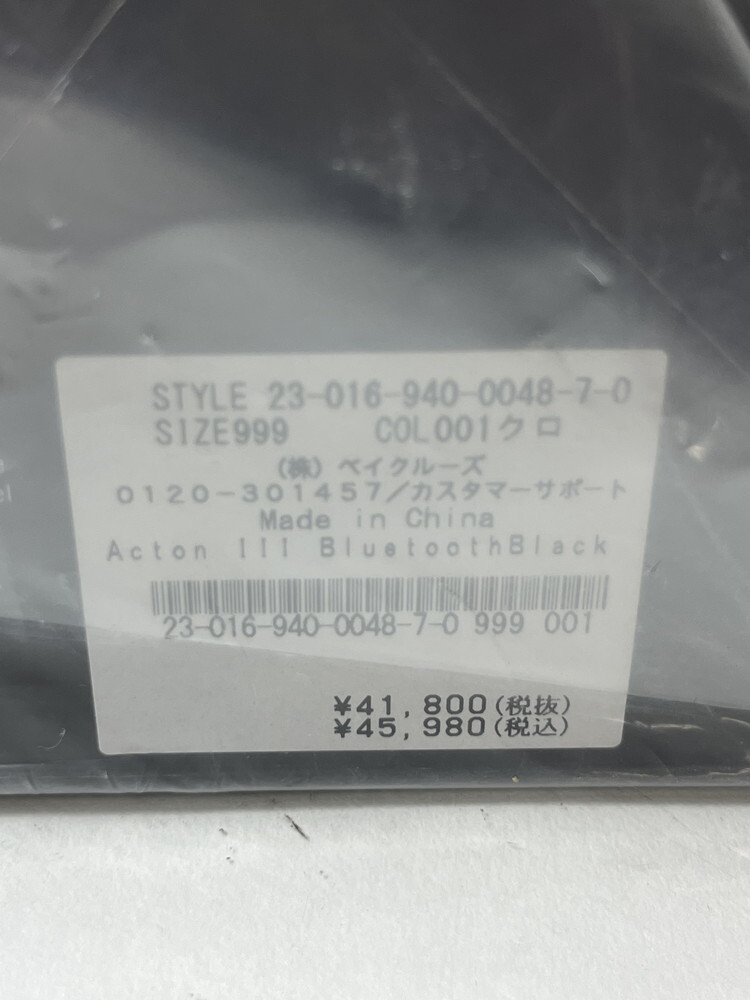 STYLE 23-016-940-0048-7-0
SIZE999 COL001クロ
(株) ベイクルーズ
0120-301457/カスタマーサポート
Made in China
Acton III BluetoothBlack
23-016-940-0048-7-0 999 001
¥41,800(税抜)
¥45,980(税込)